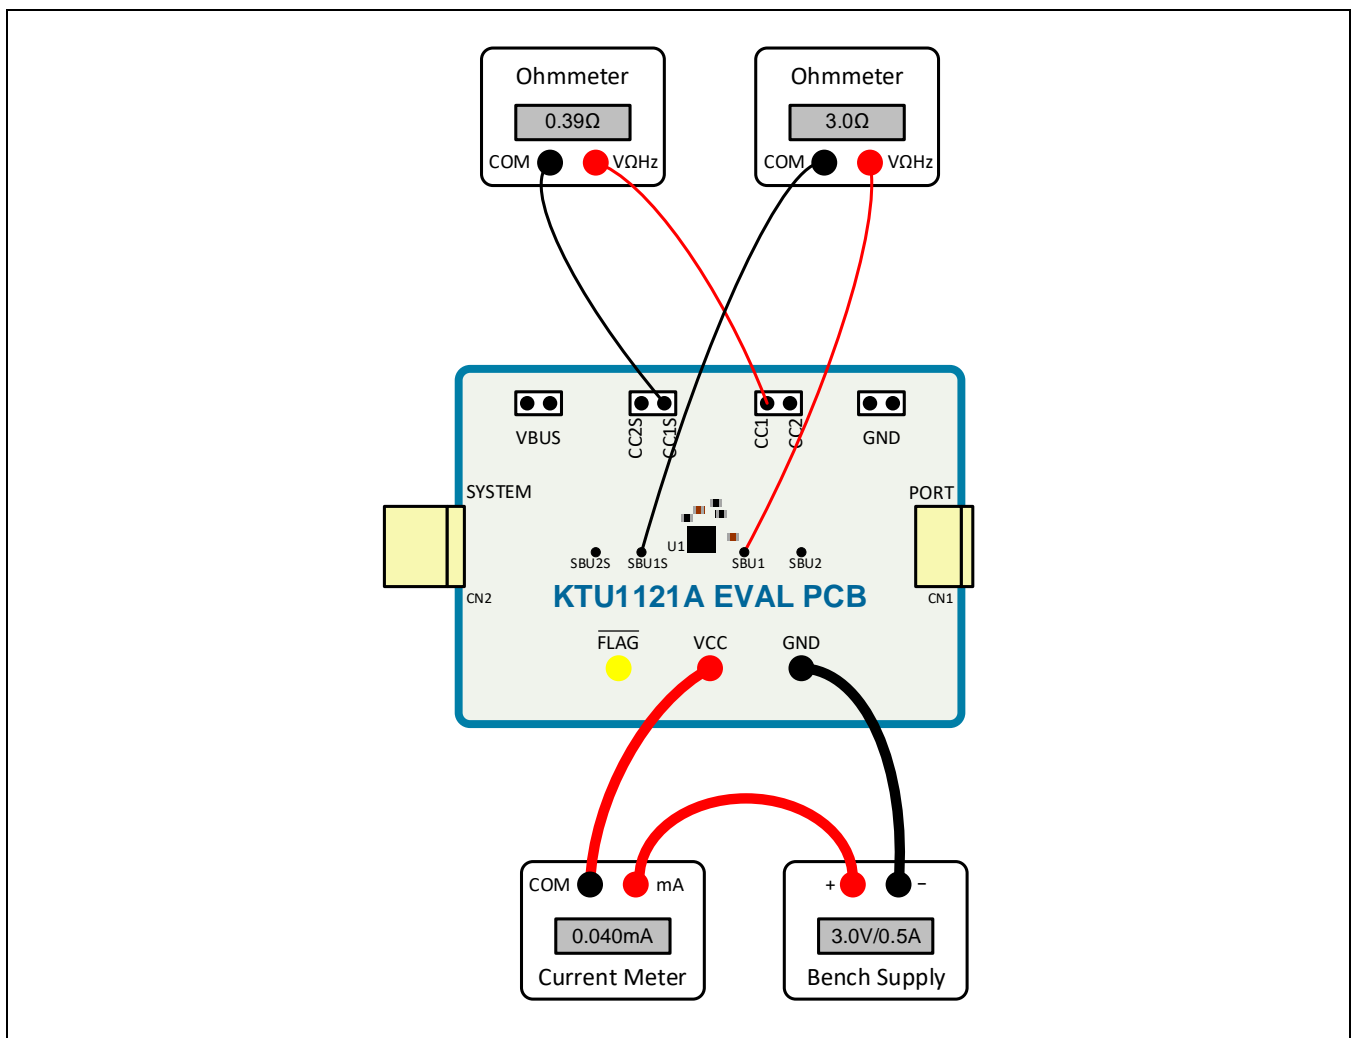 Ohmmeter
Ohmmeter
0.39Ω
3.0Ω
COM
VΩHz
COM
VΩHz
VBUS
CC2S
CC1S
CC1
CC2
GND
SYSTEM
PORT
U1
SBU2S
SBU1S
SBU1
SBU2
CN2
KTU1121A EVAL PCB
CN1
FLAG
VCC
GND
COM
mA
+
−
0.040mA
3.0V/0.5A
Current Meter
Bench Supply